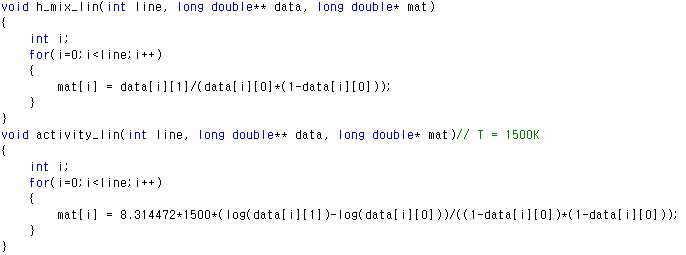 void h_mix_lin(int line, long double** data, long double* mat)
{
    int i;
    for(i=0;i<line;i++)
    {
        mat[i] = data[i][1]/(data[i][0]*(1-data[i][0]));
    }
}
void activity_lin(int line, long double** data, long double* mat)// T = 1500K
{
    int i;
    for(i=0;i<line;i++)
    {
        mat[i] = 8.314472*1500*(log(data[i][1])-log(data[i][0]))/((1-data[i][0])*(1-data[i][0]));
    }
}